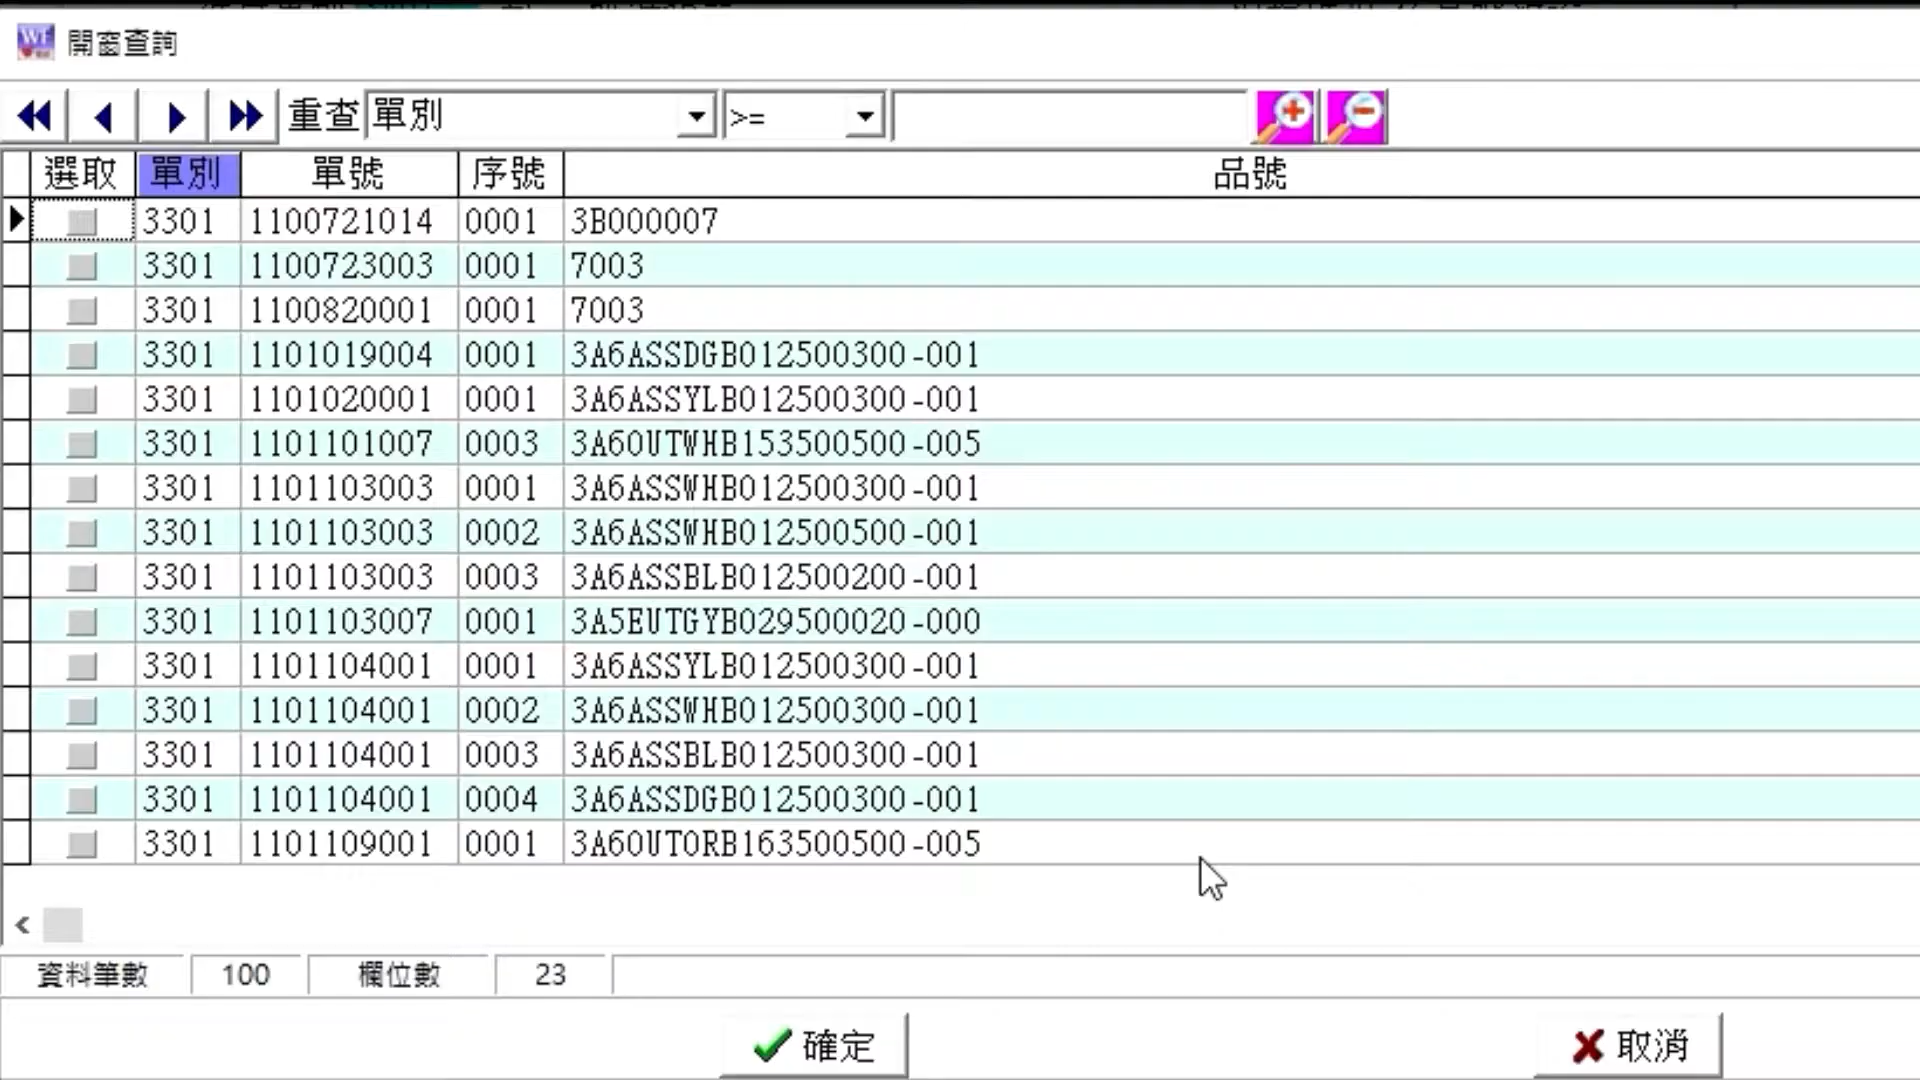 開窗查詢
重查 單別 >=
選取 單別 單號 序號 品號
3301 1100721014 0001 3B000007
3301 1100723003 0001 7003
3301 1100820001 0001 7003
3301 1101019004 0001 3A6ASSDGB012500300-001
3301 1101020001 0001 3A6ASSYLB012500300-001
3301 1101101007 0003 3A6OUTWHB153500500-005
3301 1101103003 0001 3A6ASSWHB012500300-001
3301 1101103003 0002 3A6ASSWHB012500500-001
3301 1101103003 0003 3A6ASSBLB012500200-001
3301 1101103007 0001 3A5EUTGYB029500020-000
3301 1101104001 0001 3A6ASSYLB012500300-001
3301 1101104001 0002 3A6ASSWHB012500300-001
3301 1101104001 0003 3A6ASSBLB012500300-001
3301 1101104001 0004 3A6ASSDGB012500300-001
3301 1101109001 0001 3A6OUTORB163500500-005
資料筆數 100 欄位數 23
確定 取消